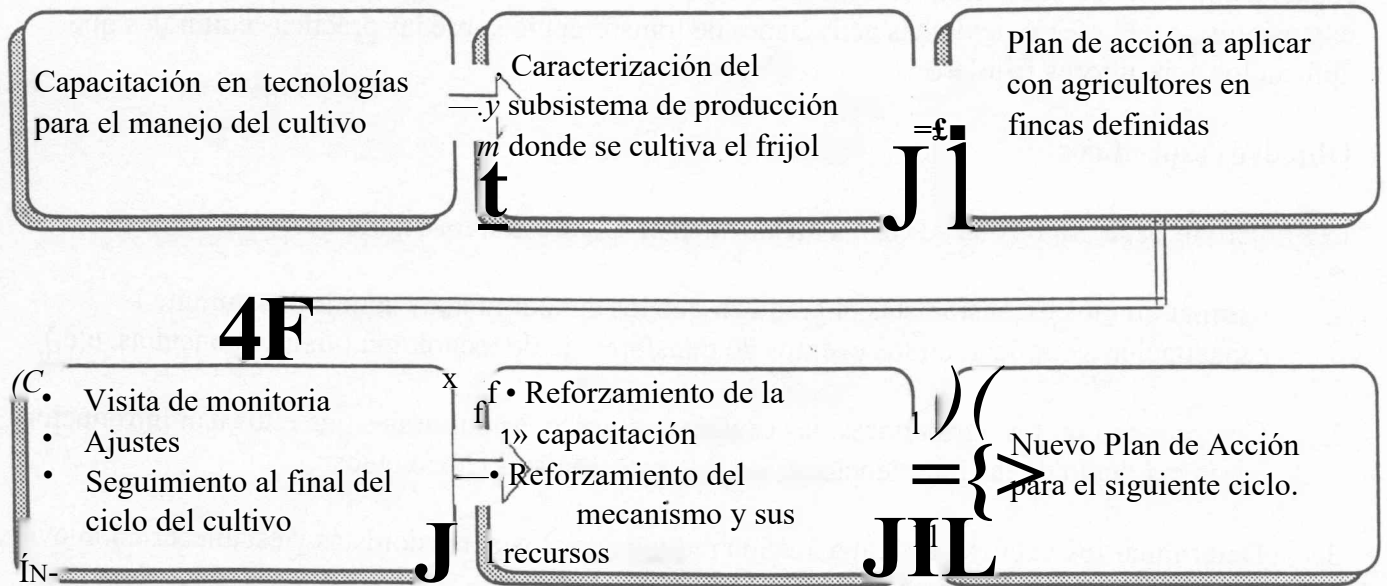 Capacitación en tecnologías
para el manejo del cultivo
Caracterización del
subsistema de producción
donde se cultiva el frijol
Plan de acción a aplicar
con agricultores en
fincas definidas
• Visita de monitoria
• Ajustes
• Seguimiento al final del
ciclo del cultivo
• Reforzamiento de la
capacitación
• Reforzamiento del
mecanismo y sus
recursos
Nuevo Plan de Acción
para el siguiente ciclo.